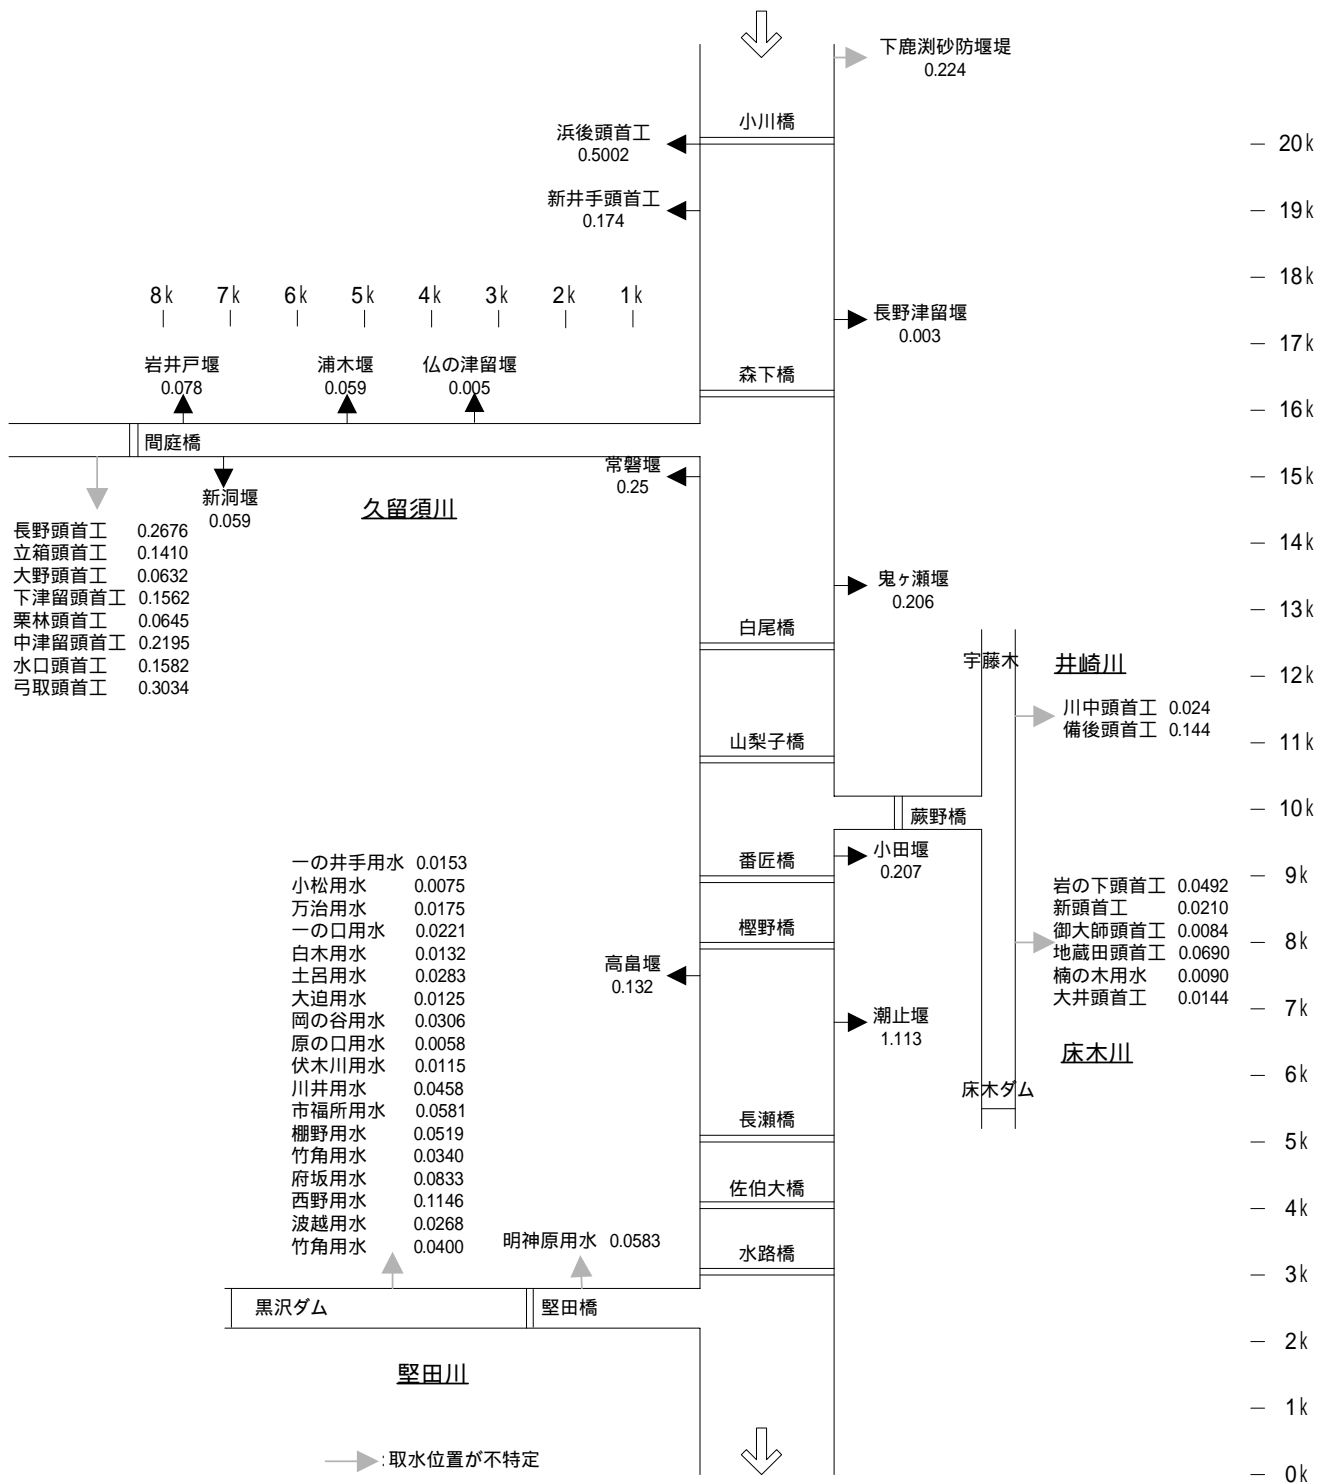 下鹿渕砂防堰堤
0.224
小川橋
浜後頭首工
0.5002
20k
新井手頭首工
0.174
19k
18k
8k 7k 6k 5k 4k 3k 2k 1k
長野津留堰
0.003
17k
岩井戸堰
0.078
浦木堰
0.059
仏の津留堰
0.005
森下橋
16k
間庭橋
新洞堰
0.059
久留須川
常磐堰
0.25
15k
長野頭首工 0.2676
立箱頭首工 0.1410
大野頭首工 0.0632
下津留頭首工 0.1562
栗林頭首工 0.0645
中津留頭首工 0.2195
水口頭首工 0.1582
弓取頭首工 0.3034
14k
鬼ヶ瀬堰
0.206
13k
白尾橋
宇藤木
井崎川
12k
川中頭首工 0.024
備後頭首工 0.144
山梨子橋
11k
10k
蕨野橋
小田堰
0.207
番匠橋
9k
一の井手用水 0.0153
小松用水 0.0075
万治用水 0.0175
一の口用水 0.0221
白木用水 0.0132
土呂用水 0.0283
大迫用水 0.0125
岡の谷用水 0.0306
原の口用水 0.0058
伏木川用水 0.0115
川井用水 0.0458
市福所用水 0.0581
棚野用水 0.0519
竹角用水 0.0340
府坂用水 0.0833
西野用水 0.1146
波越用水 0.0268
竹角用水 0.0400
岩の下頭首工 0.0492
新頭首工 0.0210
御大師頭首工 0.0084
地蔵田頭首工 0.0690
楠の木用水 0.0090
大井頭首工 0.0144
樫野橋
8k
高畠堰
0.132
7k
潮止堰
1.113
床木川
6k
床木ダム
長瀬橋
5k
佐伯大橋
4k
明神原用水 0.0583
水路橋
3k
黒沢ダム
堅田橋
2k
堅田川
1k
:取水位置が不特定
0k